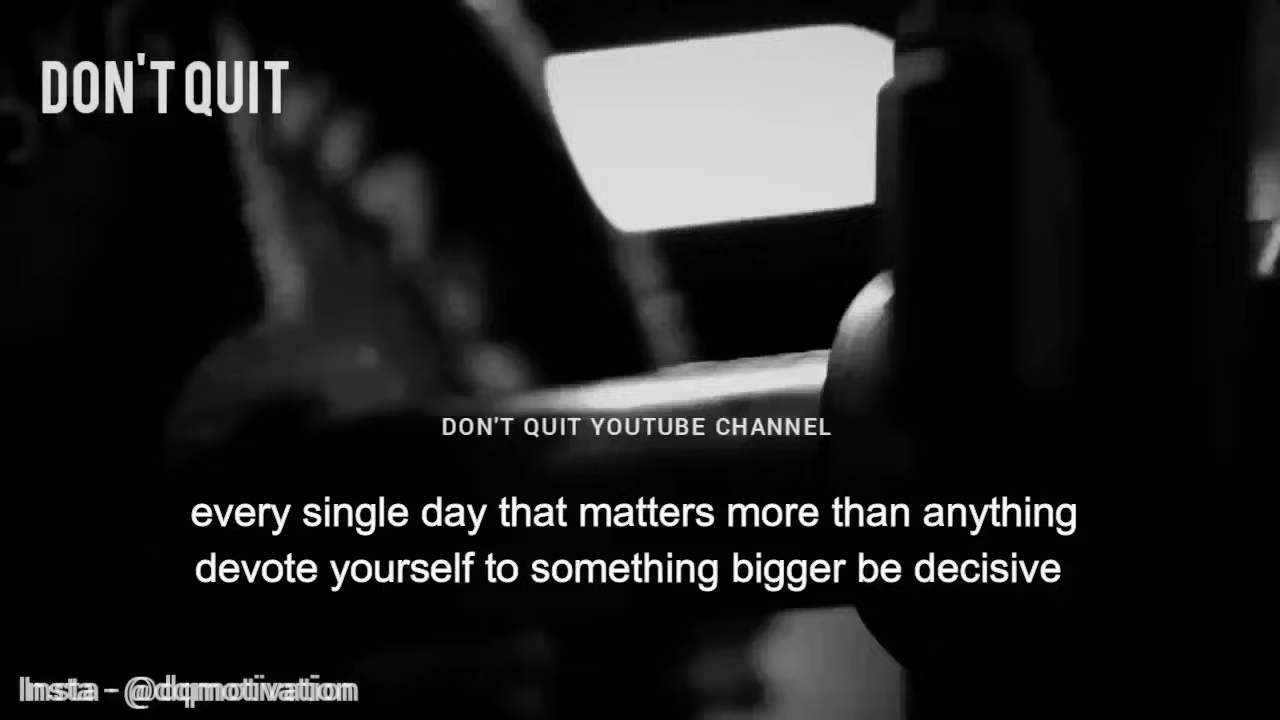 DON'T QUIT
DON'T QUIT YOUTUBE CHANNEL
every single day that matters more than anything
devote yourself to something bigger be decisive
Insta - @dqmotivation